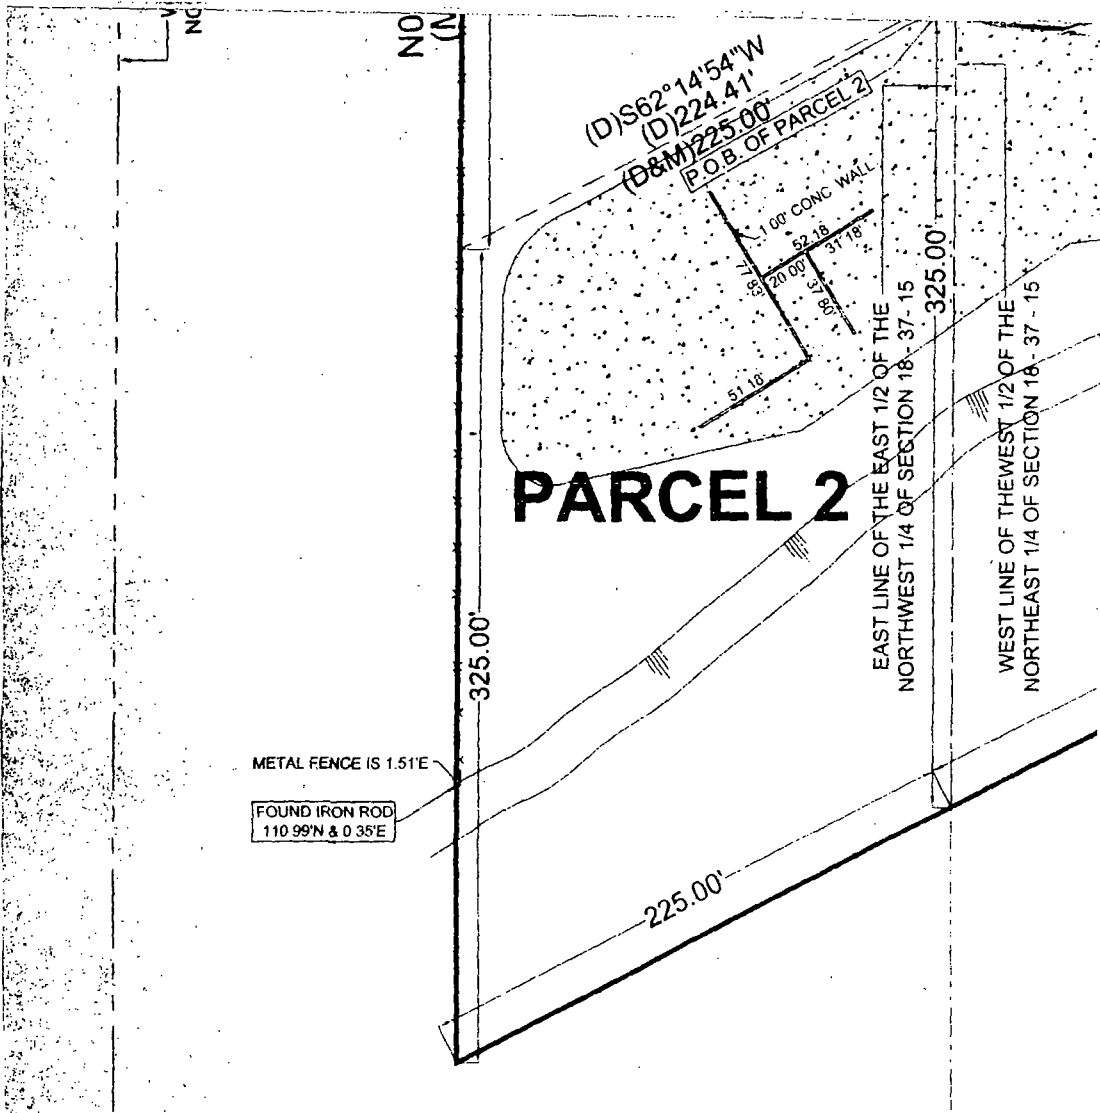 NO
(D)S62°14'54"W
(D)224.41'
(D&M)225.00'
P.O.B. OF PARCEL 2
1 00' CONC WALL
52.18
31 18'
20 00'
77 83'
37 80'
51 18'
325.00'
EAST LINE OF THE EAST 1/2 OF THE
NORTHWEST 1/4 OF SECTION 18 - 37 - 15
WEST LINE OF THEWEST 1/2 OF THE
NORTHEAST 1/4 OF SECTION 18 - 37 - 15
PARCEL 2
325.00'
METAL FENCE IS 1.51'E
FOUND IRON ROD
110 99'N & 0 35'E
225.00'